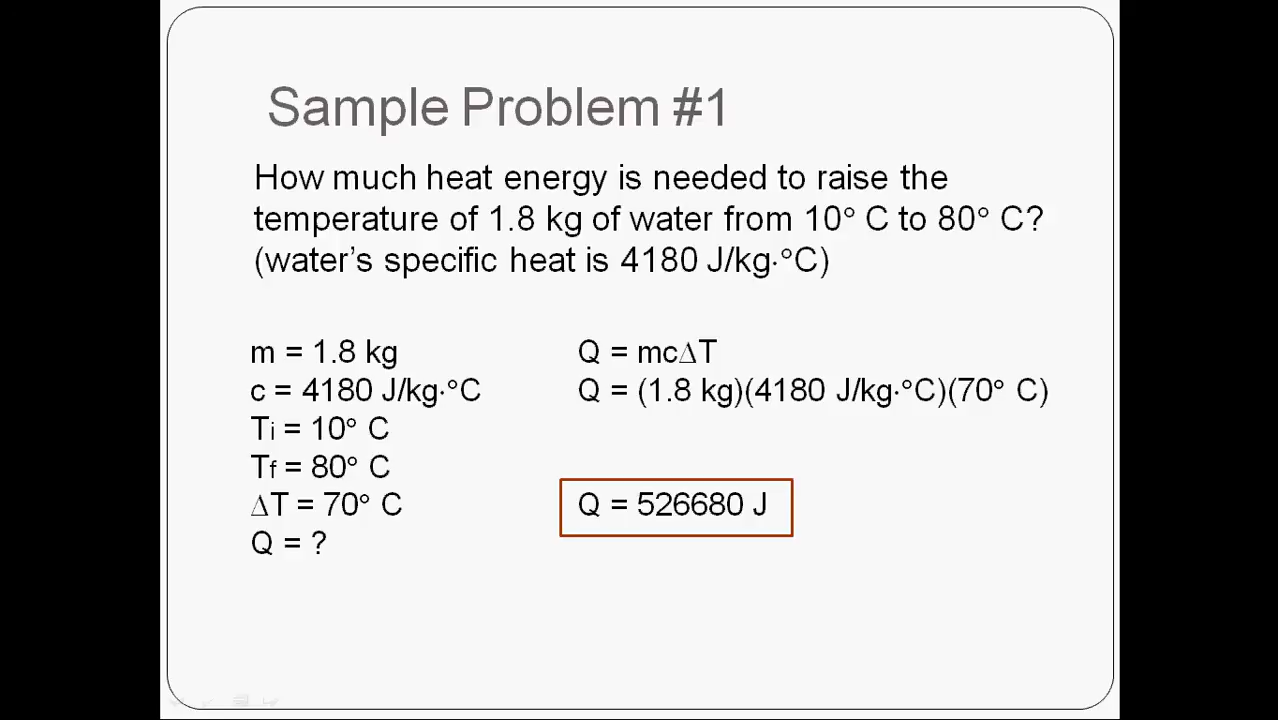 Sample Problem #1
How much heat energy is needed to raise the
temperature of 1.8 kg of water from 10° C to 80° C?
(water’s specific heat is 4180 J/kg·°C)
m = 1.8 kg
c = 4180 J/kg·°C
Ti = 10° C
Tf = 80° C
∆T = 70° C
Q = ?
Q = mc∆T
Q = (1.8 kg)(4180 J/kg·°C)(70° C)
Q = 526680 J